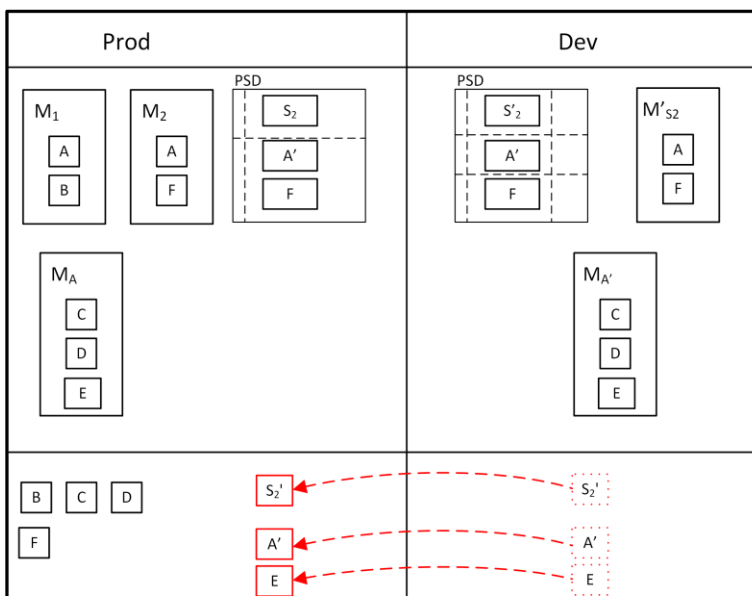 Prod Dev
PSD PSD
M₁ M₂ S₂ S'₂ M'S2
A A A' A' A
B F F F F
MA MA'
C C
D D
E E
B C D S₂' S₂'
F A' A'
E E